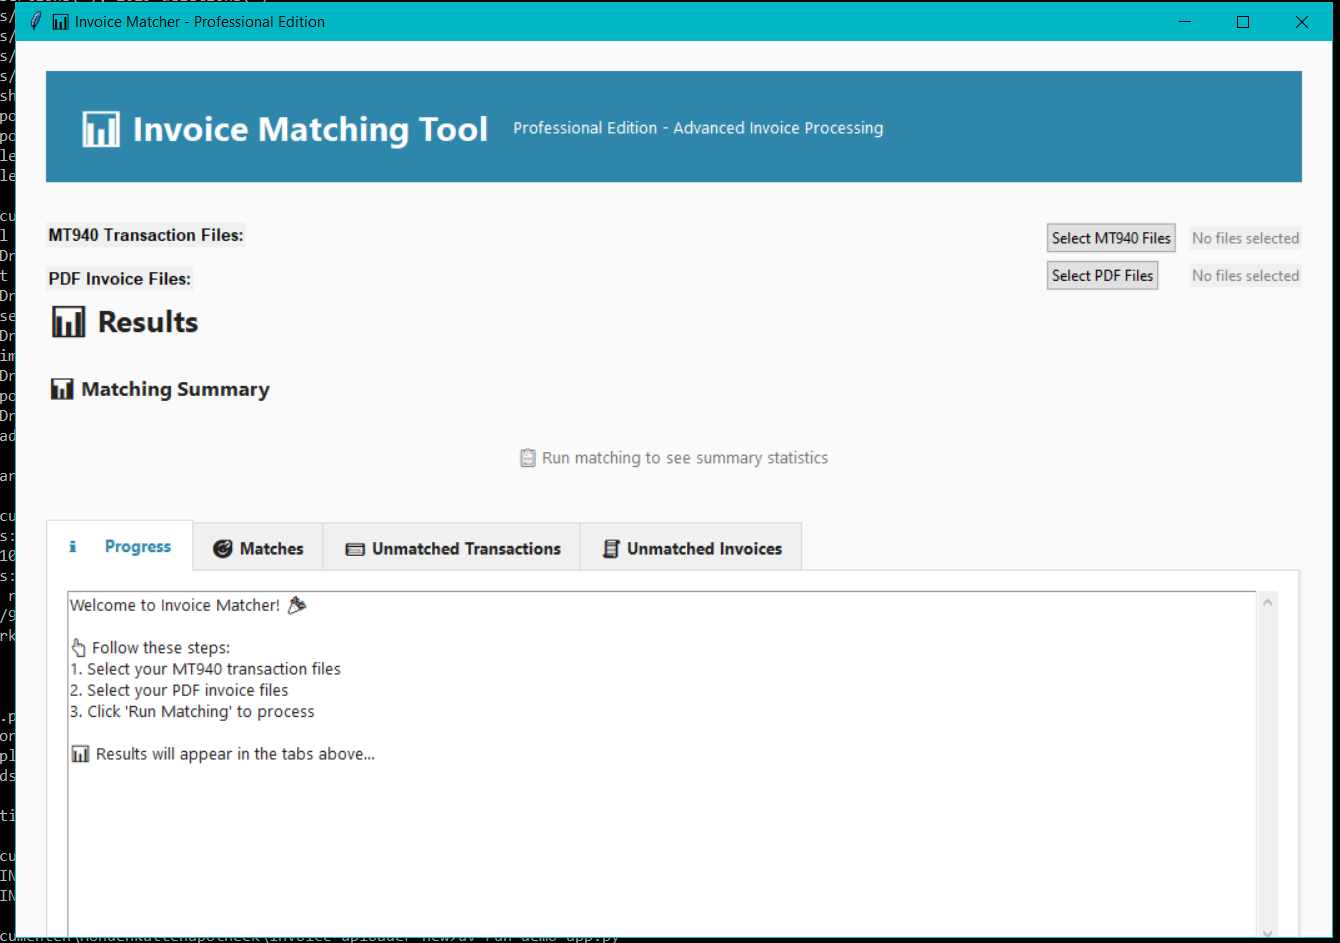 Invoice Matcher - Professional Edition
Invoice Matching Tool Professional Edition - Advanced Invoice Processing
MT940 Transaction Files: Select MT940 Files No files selected
PDF Invoice Files: Select PDF Files No files selected
Results
Matching Summary
Run matching to see summary statistics
Progress Matches Unmatched Transactions Unmatched Invoices
Welcome to Invoice Matcher!
Follow these steps:
1. Select your MT940 transaction files
2. Select your PDF invoice files
3. Click 'Run Matching' to process
Results will appear in the tabs above...